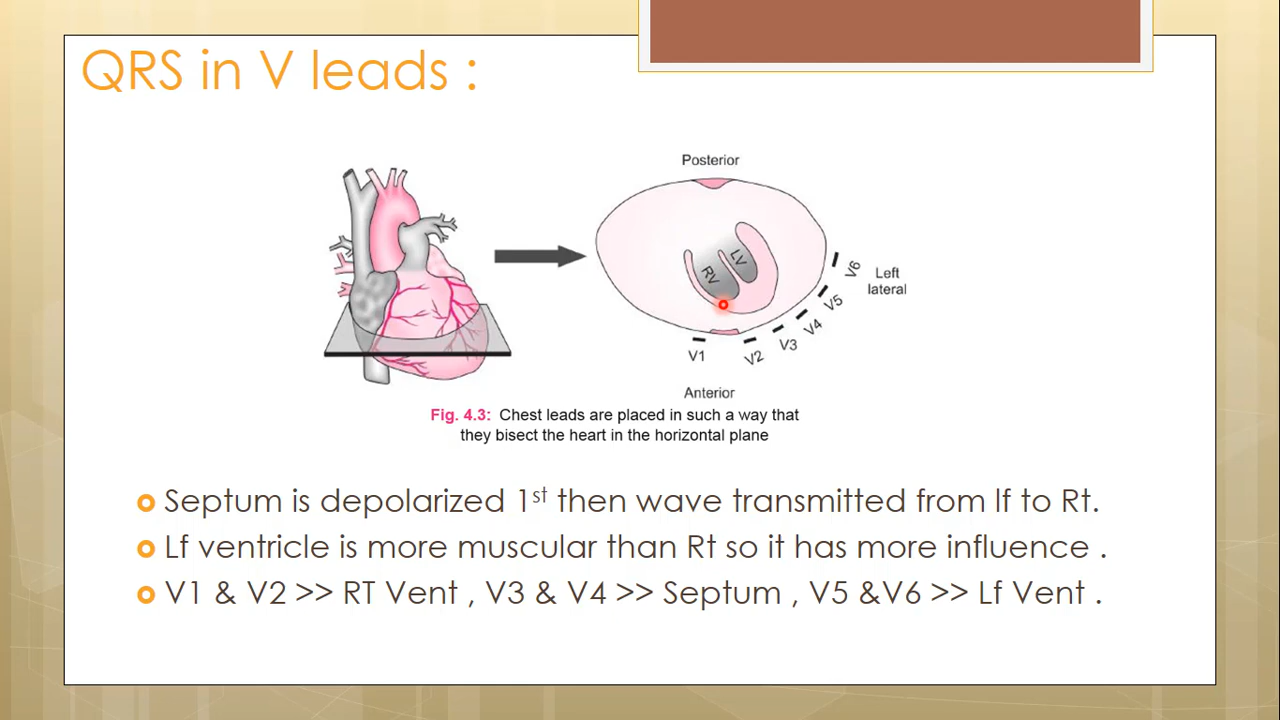 QRS in V leads :
Posterior
RV
LV
V6
Left
lateral
V5
V4
V3
V1
V2
Anterior
Fig. 4.3: Chest leads are placed in such a way that
they bisect the heart in the horizontal plane
Septum is depolarized 1st then wave transmitted from lf to Rt.
Lf ventricle is more muscular than Rt so it has more influence .
V1 & V2 >> RT Vent , V3 & V4 >> Septum , V5 &V6 >> Lf Vent .